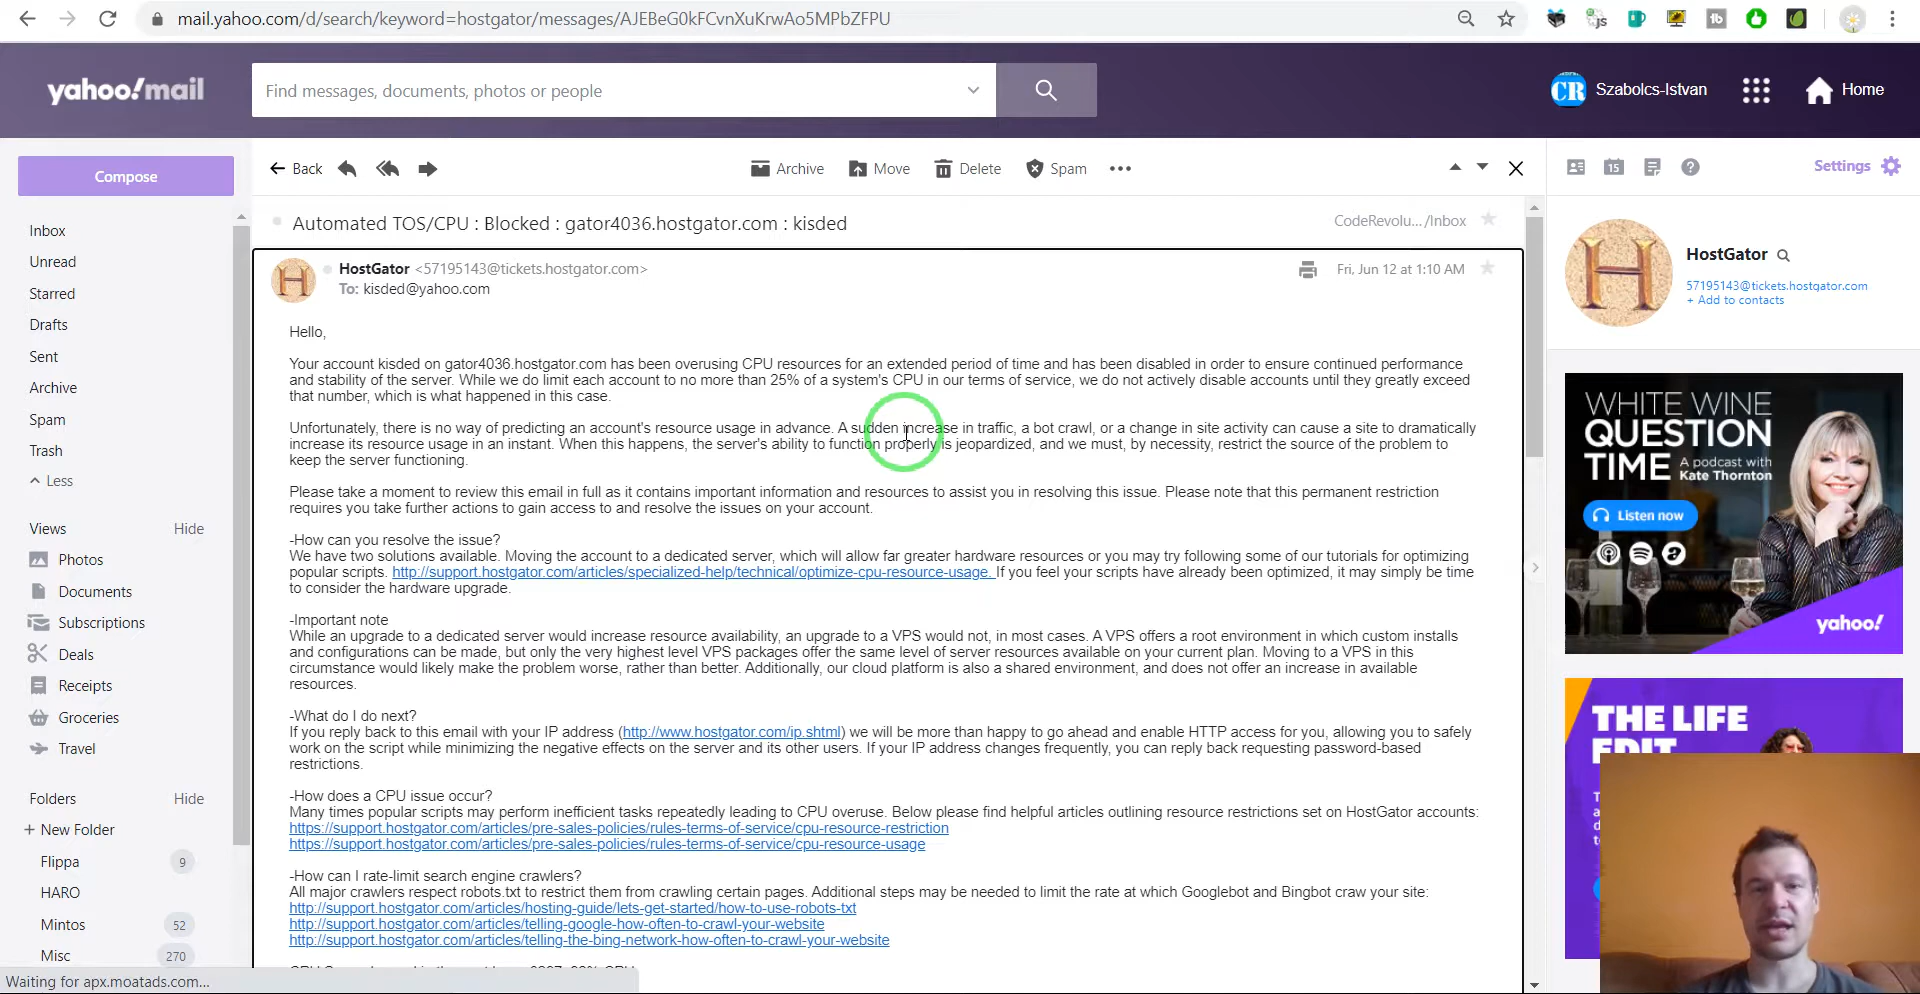 mail.yahoo.com/d/search/keyword=hostgator/messages/AJEBeG0kFCvnXuKrwAo5MPbZFPU
yahoo!mail
Find messages, documents, photos or people
CR
Szabolcs-Istvan
Home
Compose
Back
Archive
Move
Delete
Spam
15
Settings
Inbox
Unread
Starred
Drafts
Sent
Archive
Spam
Trash
Less
Views
Hide
Photos
Documents
Subscriptions
Deals
Receipts
Groceries
Travel
Folders
Hide
+ New Folder
Flippa
9
HARO
Mintos
52
Misc
270
Automated TOS/CPU : Blocked : gator4036.hostgator.com : kisded
CodeRevolu... /Inbox
HostGator <57195143@tickets.hostgator.com>
To: kisded@yahoo.com
Fri, Jun 12 at 1:10 AM
Hello,
Your account kisded on gator4036.hostgator.com has been overusing CPU resources for an extended period of time and has been disabled in order to ensure continued performance
and stability of the server. While we do limit each account to no more than 25% of a system's CPU in our terms of service, we do not actively disable accounts until they greatly exceed
that number, which is what happened in this case.
Unfortunately, there is no way of predicting an account's resource usage in advance. A sudden increase in traffic, a bot crawl, or a change in site activity can cause a site to dramatically
increase its resource usage in an instant. When this happens, the server's ability to function properly is jeopardized, and we must, by necessity, restrict the source of the problem to
keep the server functioning.
Please take a moment to review this email in full as it contains important information and resources to assist you in resolving this issue. Please note that this permanent restriction
requires you take further actions to gain access to and resolve the issues on your account.
-How can you resolve the issue?
We have two solutions available. Moving the account to a dedicated server, which will allow far greater hardware resources or you may try following some of our tutorials for optimizing
popular scripts. http://support.hostgator.com/articles/specialized-help/technical/optimize-cpu-resource-usage. If you feel your scripts have already been optimized, it may simply be time
to consider the hardware upgrade.
-Important note
While an upgrade to a dedicated server would increase resource availability, an upgrade to a VPS would not, in most cases. A VPS offers a root environment in which custom installs
and configurations can be made, but only the very highest level VPS packages offer the same level of server resources available on your current plan. Moving to a VPS in this
circumstance would likely make the problem worse, rather than better. Additionally, our cloud platform is also a shared environment, and does not offer an increase in available
resources.
-What do I do next?
If you reply back to this email with your IP address (http://www.hostgator.com/ip.shtml) we will be more than happy to go ahead and enable HTTP access for you, allowing you to safely
work on the script while minimizing the negative effects on the server and its other users. If your IP address changes frequently, you can reply back requesting password-based
restrictions.
-How does a CPU issue occur?
Many times popular scripts may perform inefficient tasks repeatedly leading to CPU overuse. Below please find helpful articles outlining resource restrictions set on HostGator accounts:
https://support.hostgator.com/articles/pre-sales-policies/rules-terms-of-service/cpu-resource-restriction
https://support.hostgator.com/articles/pre-sales-policies/rules-terms-of-service/cpu-resource-usage
-How can I rate-limit search engine crawlers?
All major crawlers respect robots.txt to restrict them from crawling certain pages. Additional steps may be needed to limit the rate at which Googlebot and Bingbot craw your site:
http://support.hostgator.com/articles/hosting-guide/lets-get-started/how-to-use-robots-txt
http://support.hostgator.com/articles/telling-google-how-often-to-crawl-your-website
http://support.hostgator.com/articles/telling-the-bing-network-how-often-to-crawl-your-website
Waiting for apx.moatads.com...
HostGator
57195143@tickets.hostgator.com
+ Add to contacts
WHITE WINE
QUESTION
TIME
A podcast with
Kate Thornton
Listen now
yahoo!
THE LIFE